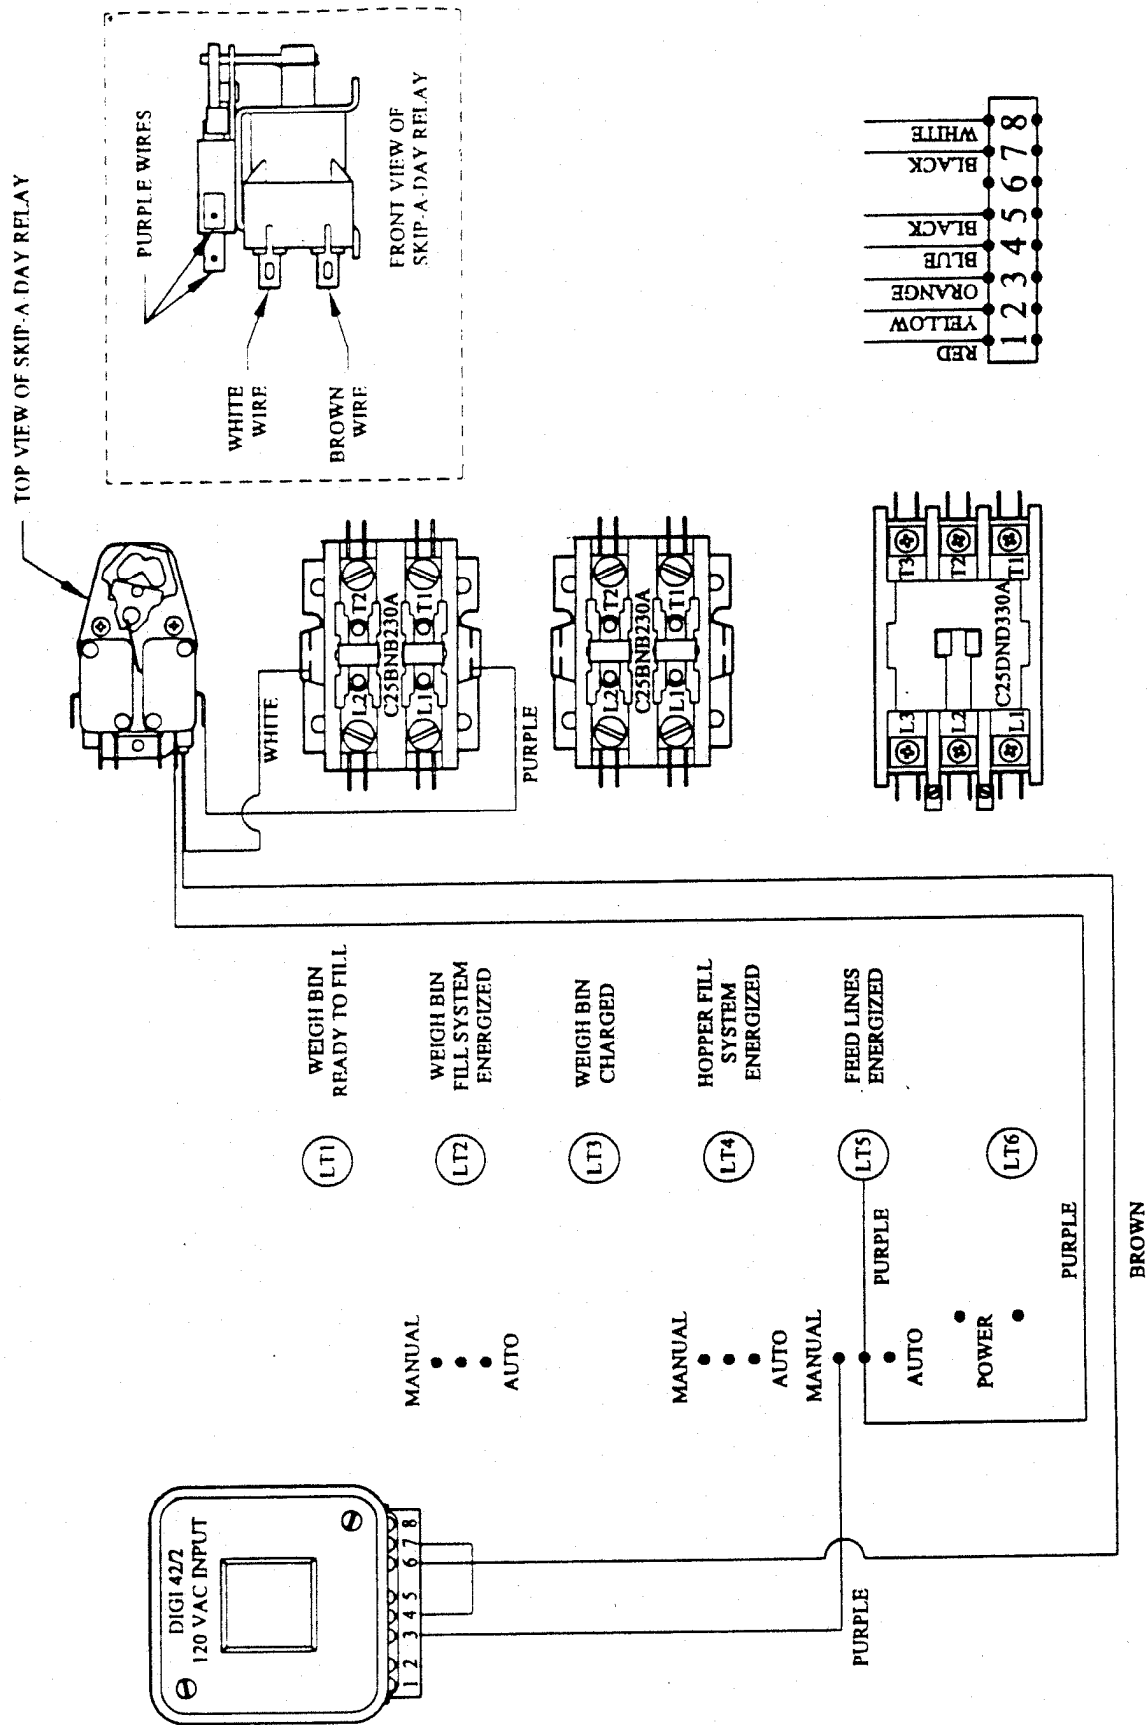 TOP VIEW OF SKIP-A-DAY RELAY
PURPLE WIRES
WHITE
WIRE
BROWN
WIRE
FRONT VIEW OF
SKIP-A-DAY RELAY
DIGI 42/2
120 VAC INPUT
1 2 3 4 5 6 7 8
WHITE
L2 T2
C25BNB230A
L1 T1
PURPLE
L2 T2
C25BNB230A
L1 T1
L3 T3
L2 T2
C25DND330A
L1 T1
LT1
WEIGH BIN
READY TO FILL
MANUAL
AUTO
LT2
WEIGH BIN
FILL SYSTEM
ENERGIZED
LT3
WEIGH BIN
CHARGED
MANUAL
AUTO
LT4
HOPPER FILL
SYSTEM
ENERGIZED
MANUAL
AUTO
PURPLE
PURPLE
LT5
FEED LINES
ENERGIZED
POWER
LT6
PURPLE
BROWN
RED
YELLOW
ORANGE
BLUE
BLACK
BLACK
WHITE
1 2 3 4 5 6 7 8